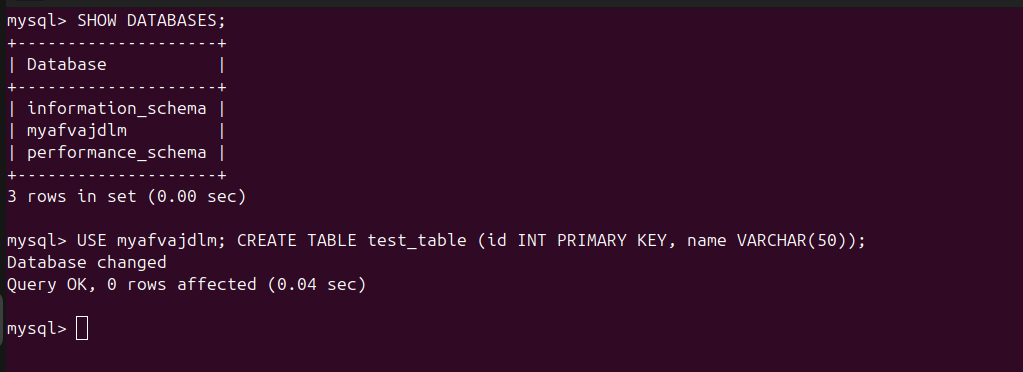 mysql> SHOW DATABASES;
+--------------------+
| Database           |
+--------------------+
| information_schema |
| myafvajdlm         |
| performance_schema |
+--------------------+
3 rows in set (0.00 sec)
mysql> USE myafvajdlm; CREATE TABLE test_table (id INT PRIMARY KEY, name VARCHAR(50));
Database changed
Query OK, 0 rows affected (0.04 sec)
mysql>